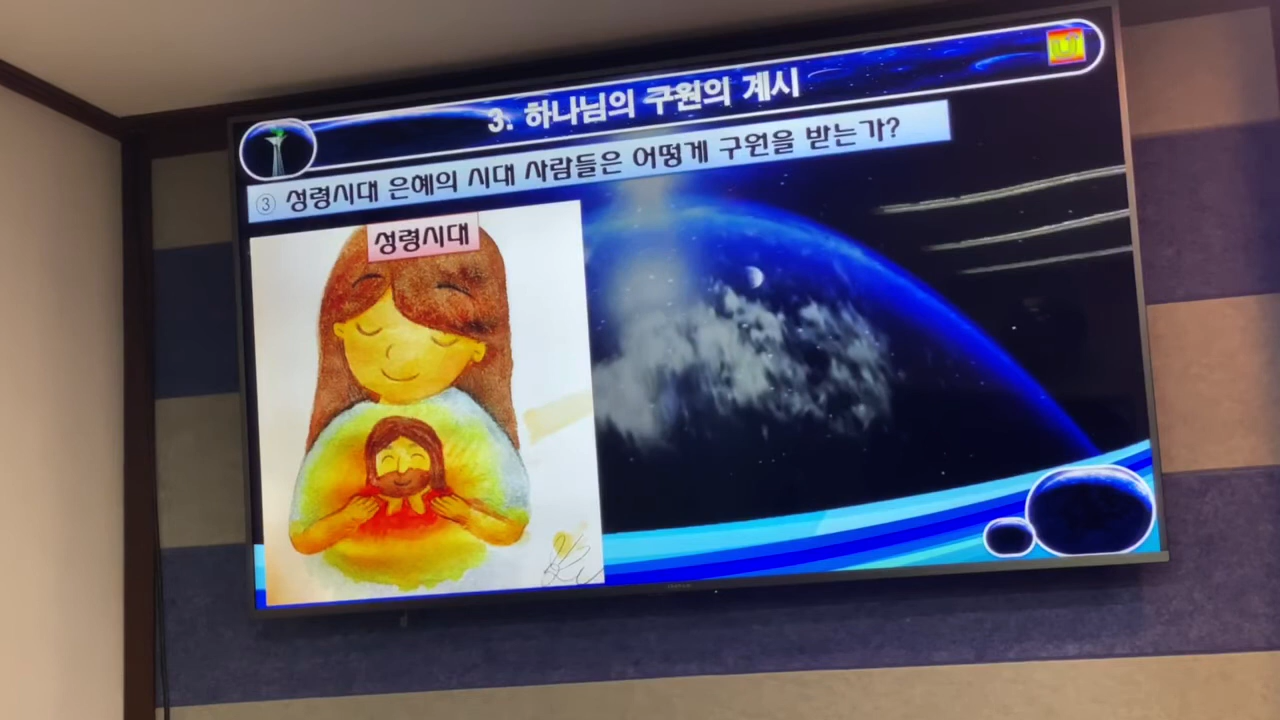 3. 하나님의 구원의 계시
③ 성령시대 은혜의 시대 사람들은 어떻게 구원을 받는가?
성령시대